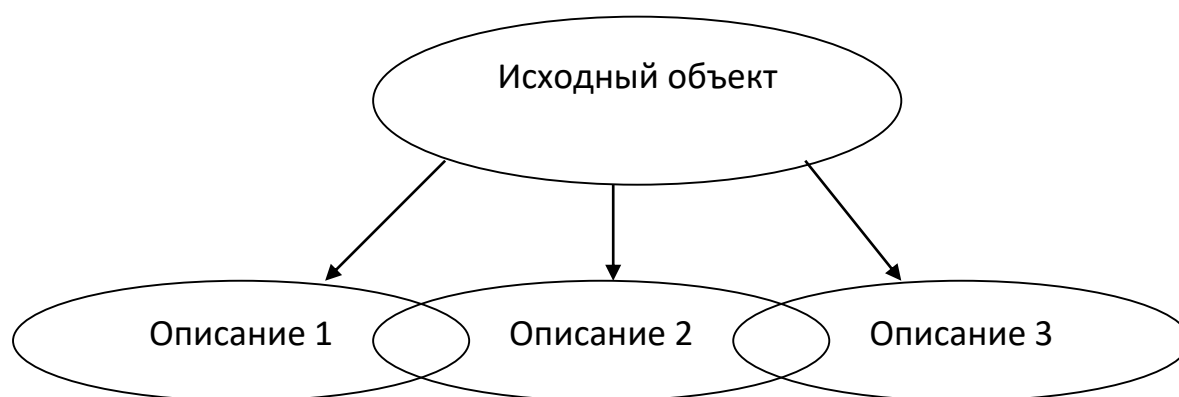 Исходный объект
Описание 1
Описание 2
Описание 3